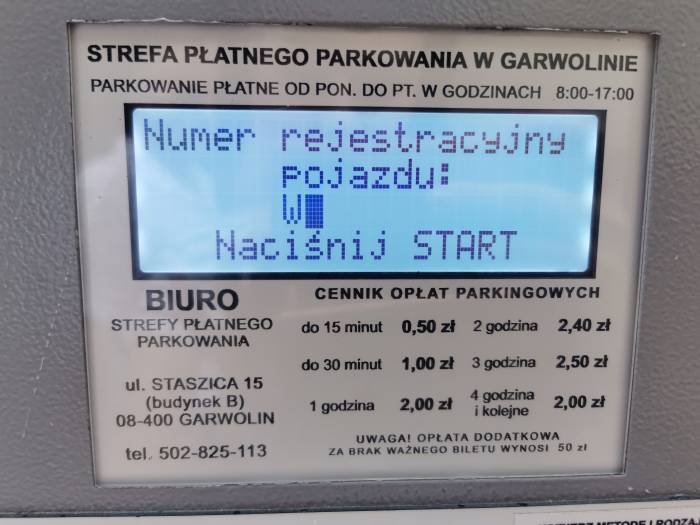 STREFA PŁATNEGO PARKOWANIA W GARWOLINIE
PARKOWANIE PŁATNE OD PON. DO PT. W GODZINACH 8:00-17:00
Numer rejestracyjny
pojazdu:
W
Naciśnij START
BIURO
STREFY PŁATNEGO
PARKOWANIA
ul. STASZICA 15
(budynek B)
08-400 GARWOLIN
tel. 502-825-113
CENNIK OPŁAT PARKINGOWYCH
do 15 minut 0,50 zł 2 godzina 2,40 zł
do 30 minut 1,00 zł 3 godzina 2,50 zł
1 godzina 2,00 zł 4 godzina i kolejne 2,00 zł
UWAGA! OPŁATA DODATKOWA
ZA BRAK WAŻNEGO BILETU WYNOSI 50 zł